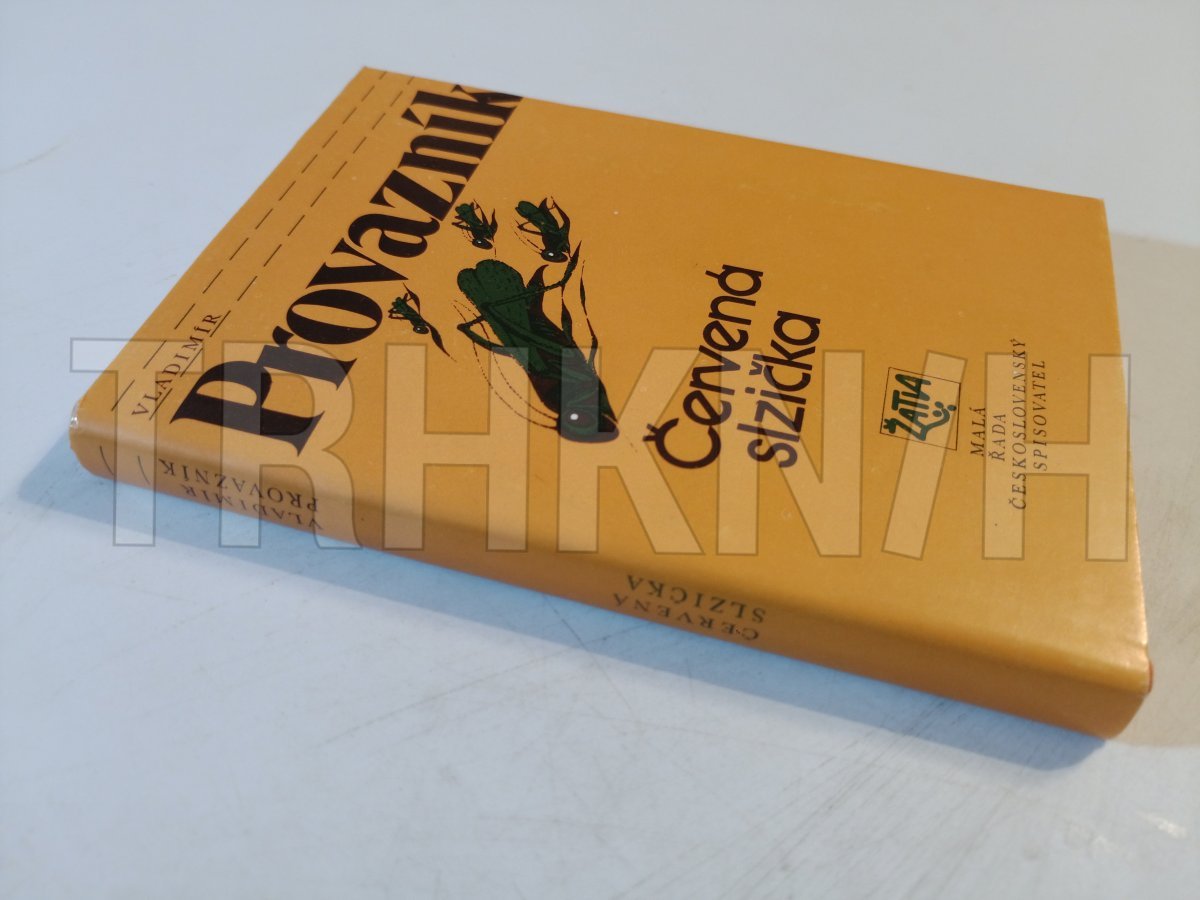 VLADIMÍR
Provazník
Červená
slzička
ŽATVA
MALÁ
ŘADA
ČESKOSLOVENSKÝ
SPISOVATEL
VLADIMÍR
PROVAZNÍK
ČERVENÁ
SLZIČKA
TRHKNIH